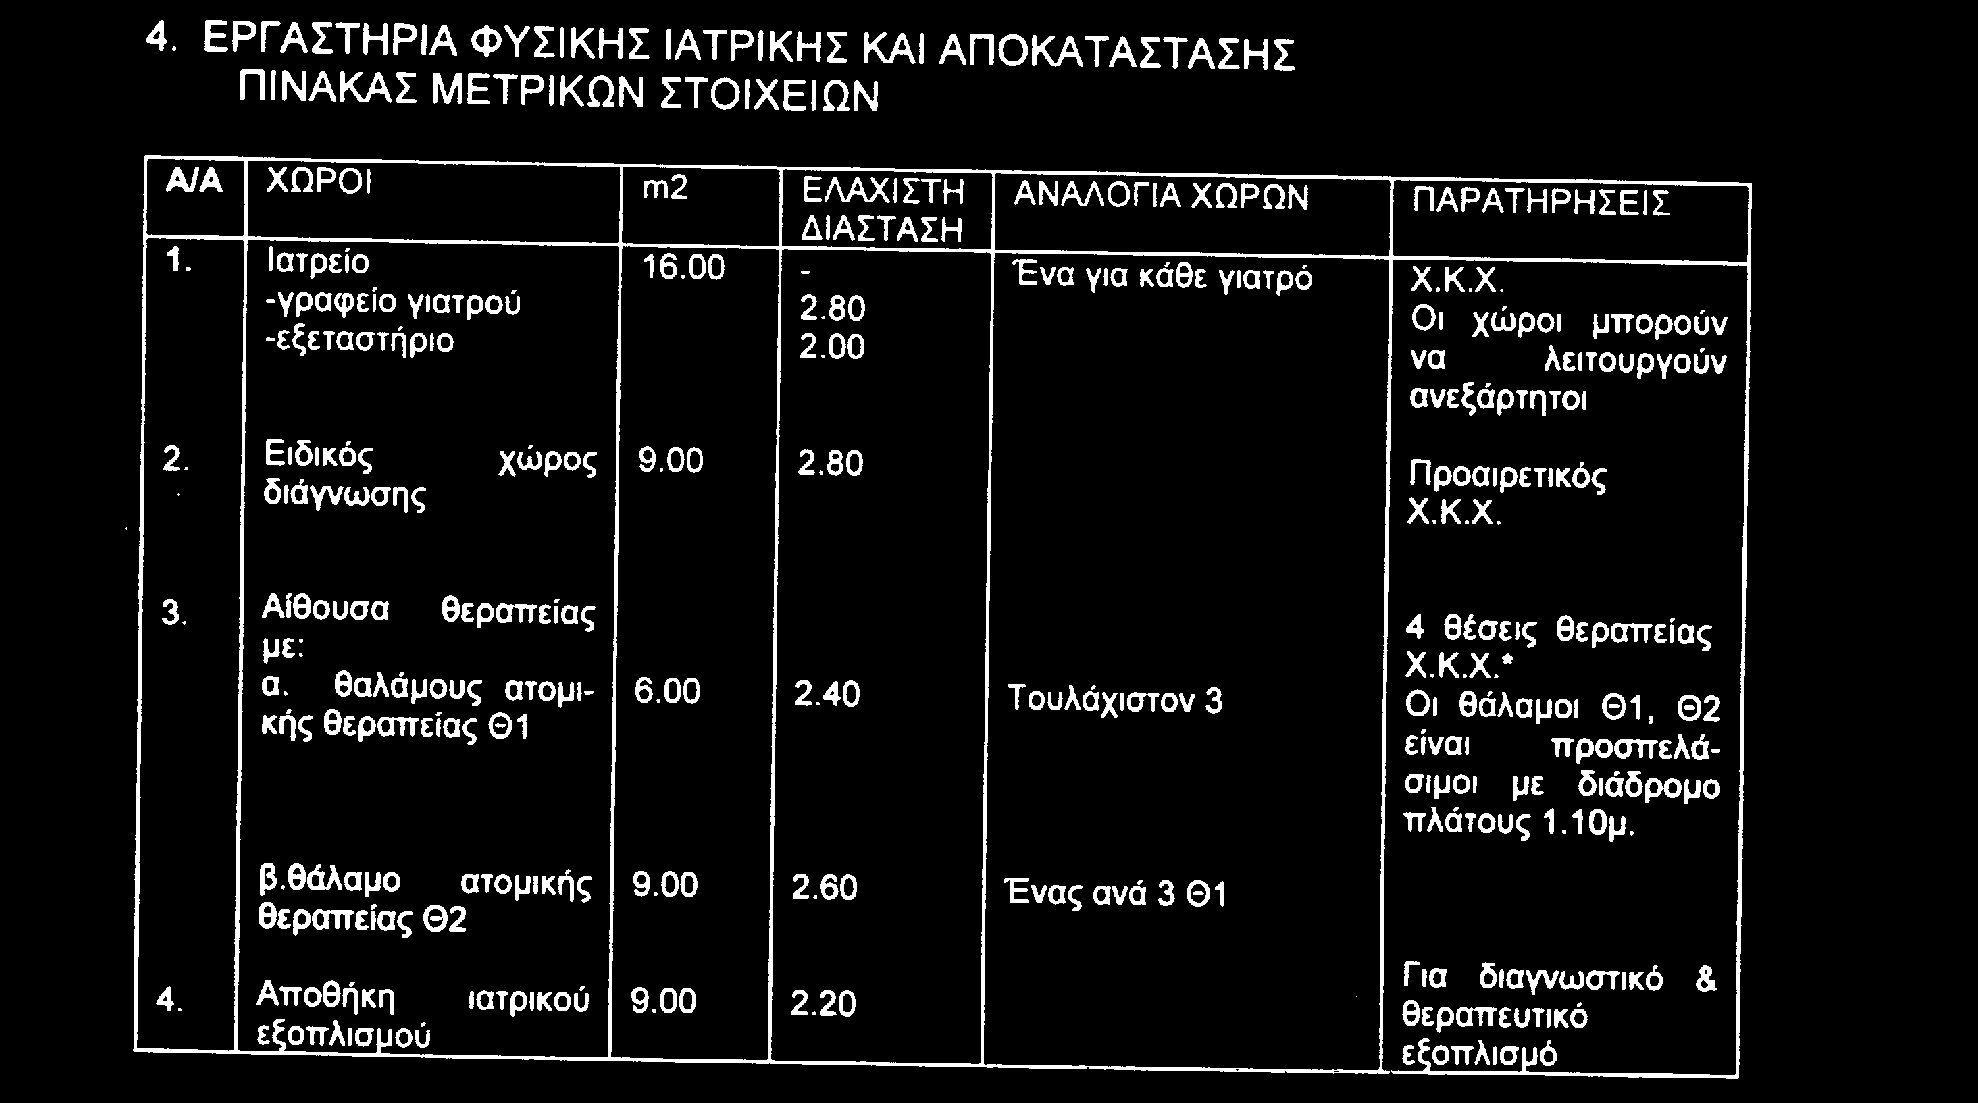 4. ΕΡΓΑΣΤΗΡΙΑ ΦΥΣΙΚΗΣ ΙΑΤΡΙΚΗΣ ΚΑΙ ΑΠΟΚΑΤΑΣΤΑΣΗΣ
ΠΙΝΑΚΑΣ ΜΕΤΡΙΚΩΝ ΣΤΟΙΧΕΙΩΝ
Α/Α ΧΩΡΟΙ m2 ΕΛΑΧΙΣΤΗ ΑΝΑΛΟΓΙΑ ΧΩΡΩΝ ΠΑΡΑΤΗΡΗΣΕΙΣ
ΔΙΑΣΤΑΣΗ
1. Ιατρείο 16.00 - Ένα για κάθε γιατρό Χ.Κ.Χ.
-γραφείο γιατρού 2.80 Οι χώροι μπορούν
-εξεταστήριο 2.00 να λειτουργούν
ανεξάρτητοι
2. Ειδικός χώρος 9.00 2.80 Προαιρετικός
διάγνωσης Χ.Κ.Χ.
3. Αίθουσα θεραπείας 4 θέσεις θεραπείας
με: Χ.Κ.Χ.*
α. θαλάμους ατομι- 6.00 2.40 Τουλάχιστον 3 Οι θάλαμοι Θ1, Θ2
κής θεραπείας Θ1 είναι προσπελά-
σιμοι με διάδρομο
πλάτους 1.10μ.
β.θάλαμο ατομικής 9.00 2.60 Ένας ανά 3 Θ1
θεραπείας Θ2
4. Αποθήκη ιατρικού 9.00 2.20 Για διαγνωστικό &
εξοπλισμού θεραπευτικό
εξοπλισμό